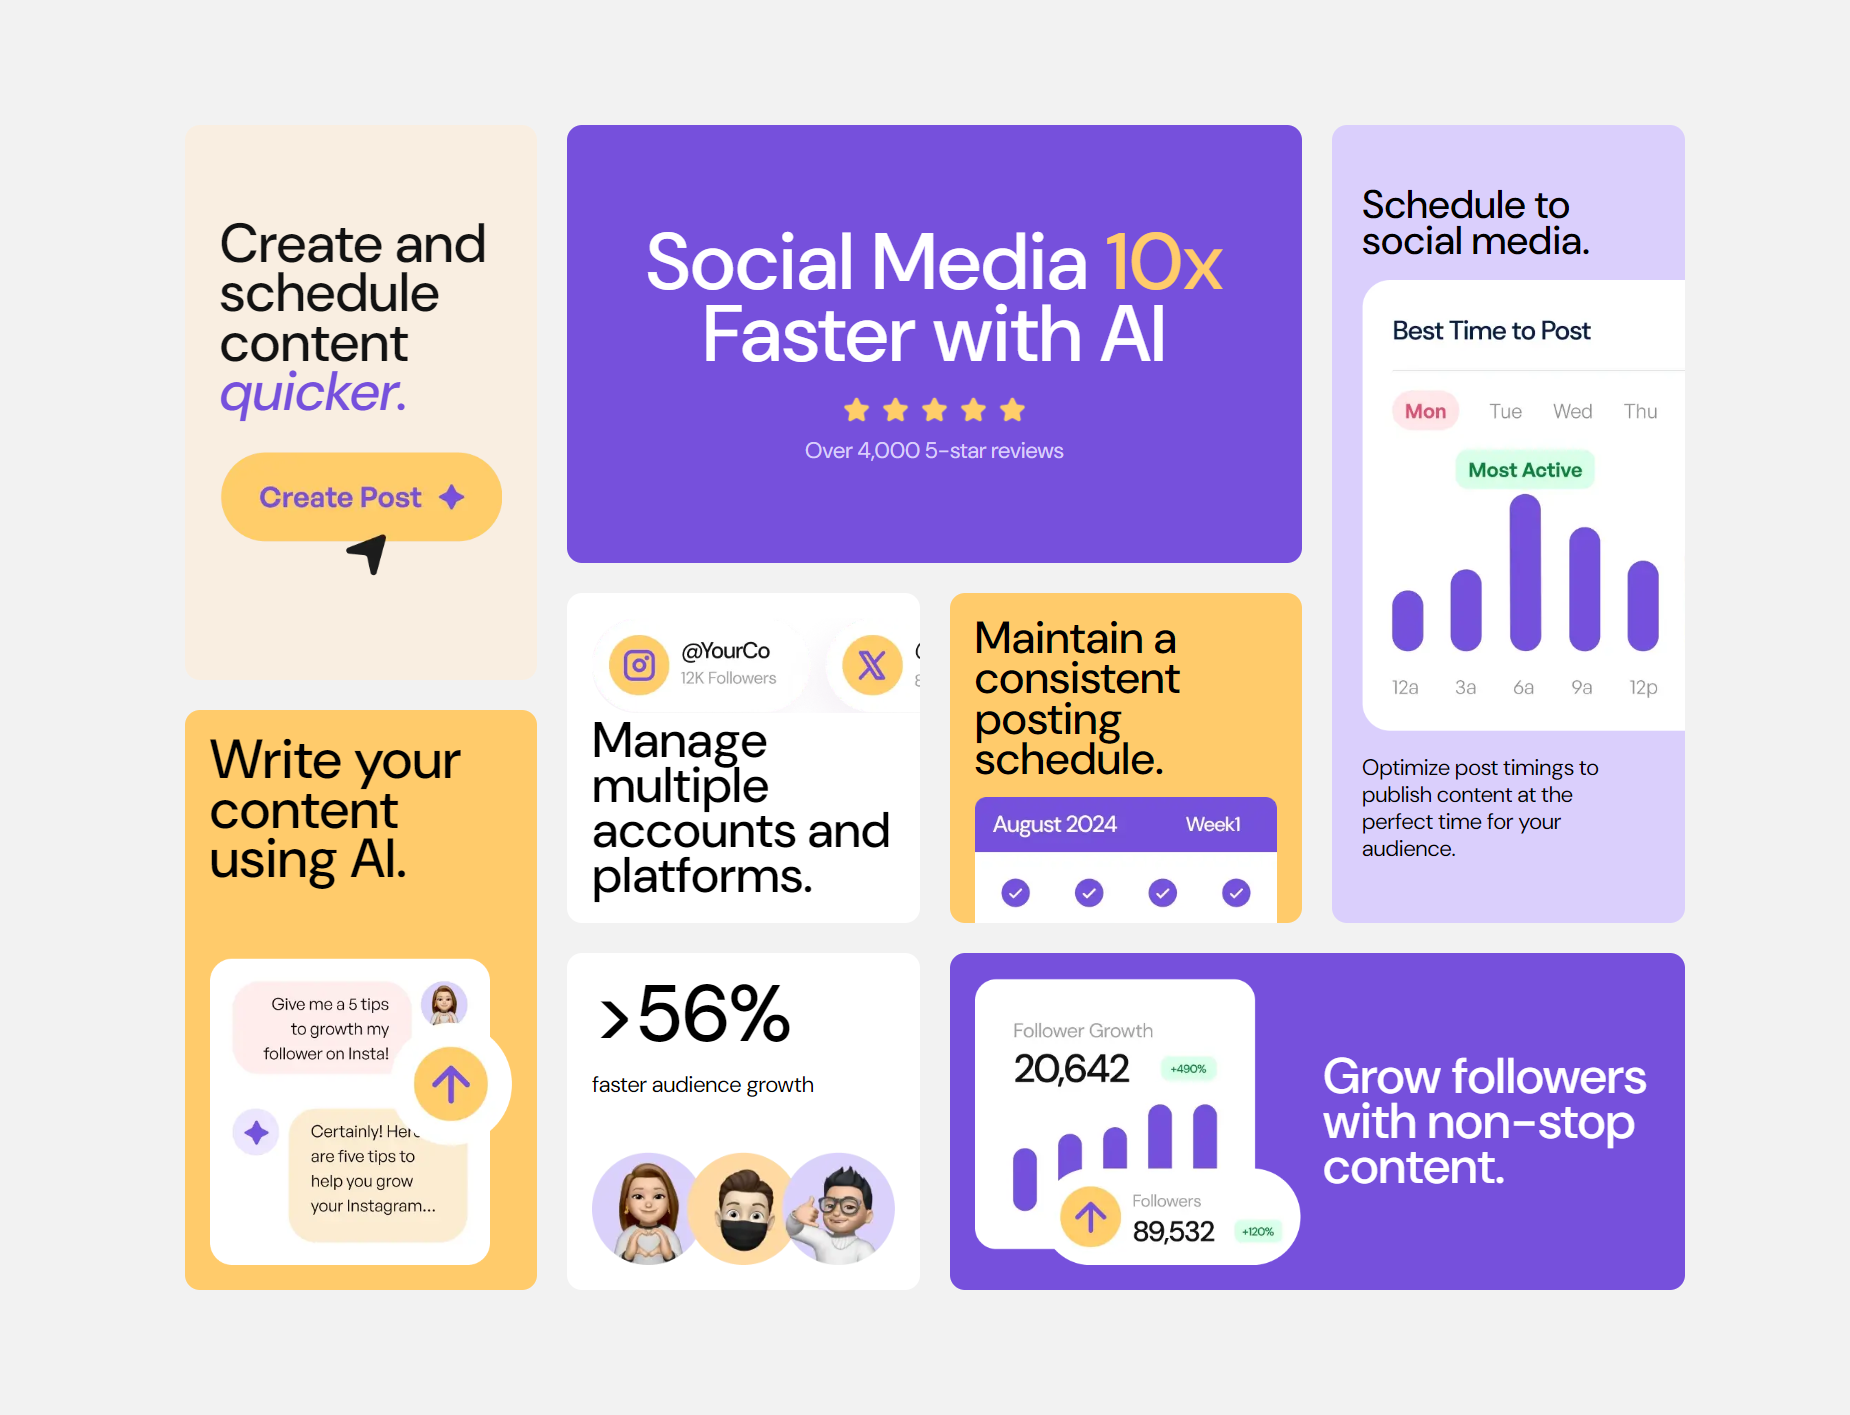 Create and
schedule
content
quicker.
Create Post
Social Media 10x
Faster with AI
Over 4,000 5-star reviews
Schedule to
social media.
Best Time to Post
Mon Tue Wed Thu
Most Active
12a 3a 6a 9a 12p
Optimize post timings to
publish content at the
perfect time for your
audience.
@YourCo
12K Followers
Manage
multiple
accounts and
platforms.
Maintain a
consistent
posting
schedule.
August 2024 Week1
Write your
content
using AI.
Give me a 5 tips
to growth my
follower on Insta!
Certainly! Here
are five tips to
help you grow
your Instagram...
>56%
faster audience growth
Follower Growth
20,642 +490%
Followers
89,532 +120%
Grow followers
with non-stop
content.